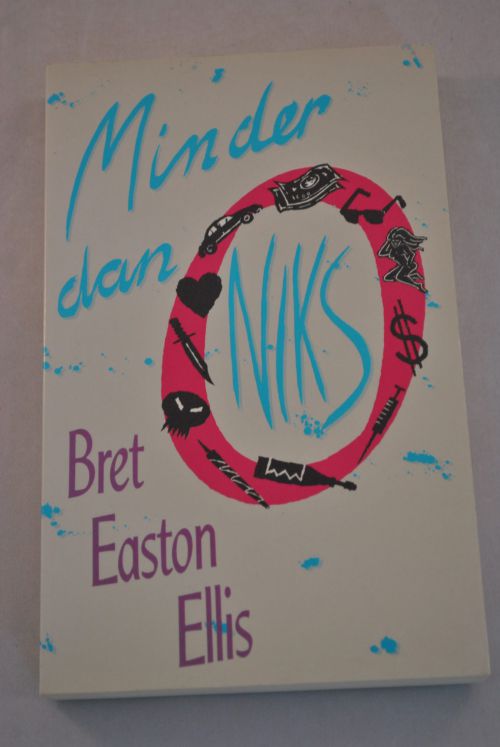 Minder
dan
NIKS
$
Bret
Easton
Ellis